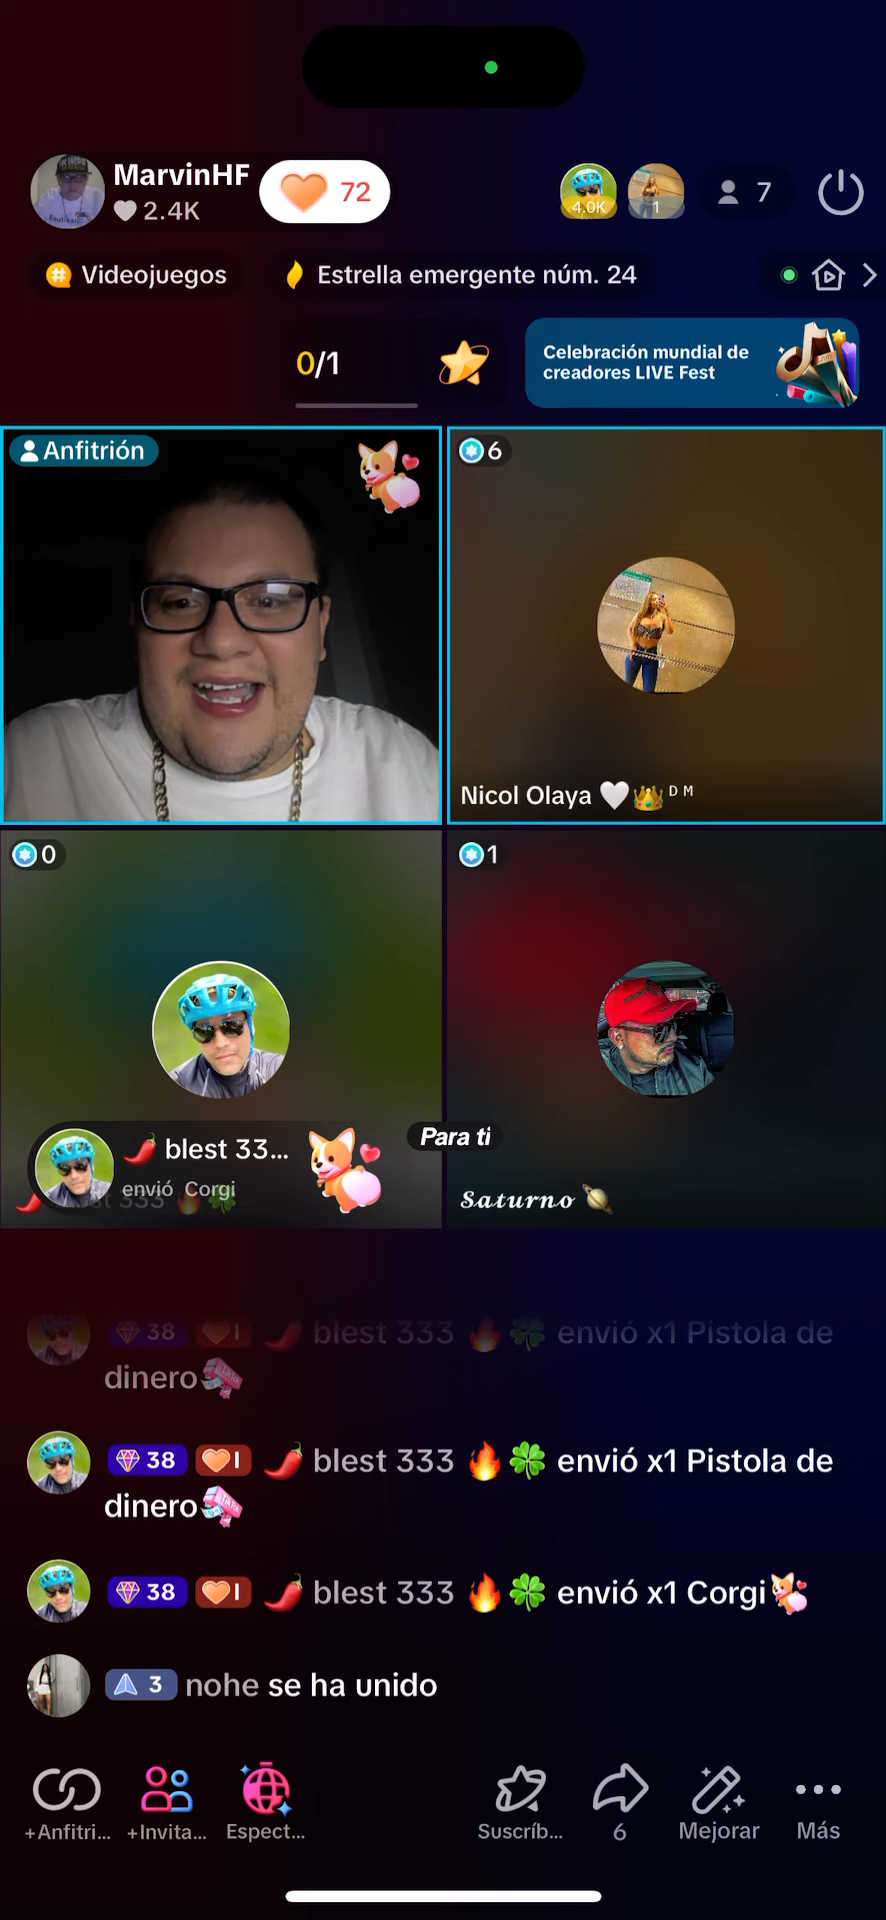 MarvinHF
2.4K
72
4.0K
1
7
Videojuegos
Estrella emergente núm. 24
0/1
Celebración mundial de
creadores LIVE Fest
Anfitrión
6
Nicol Olaya 🤍👑ᴰ ᴹ
0
1
🌶️ blest 33...
envió Corgi
Para ti
𝓢𝓪𝓽𝓾𝓻𝓷𝓸 🪐
38 I 🌶️ blest 333 🔥🍀 envió x1 Pistola de
dinero
38 I 🌶️ blest 333 🔥🍀 envió x1 Pistola de
dinero
38 I 🌶️ blest 333 🔥🍀 envió x1 Corgi
3 nohe se ha unido
+Anfitri...
+Invita...
Espect...
Suscríb...
6
Mejorar
Más